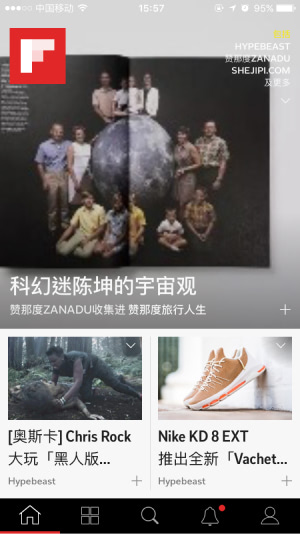 中国移动 15:57 95%
HYPEBEAST
赞那度ZANADU
SHEJIPI.COM
及更多
科幻迷陈坤的宇宙观
赞那度ZANADU收集进 赞那度旅行人生
[奥斯卡] Chris Rock
大玩「黑人版...
Hypebeast
Nike KD 8 EXT
推出全新「Vachet...
Hypebeast